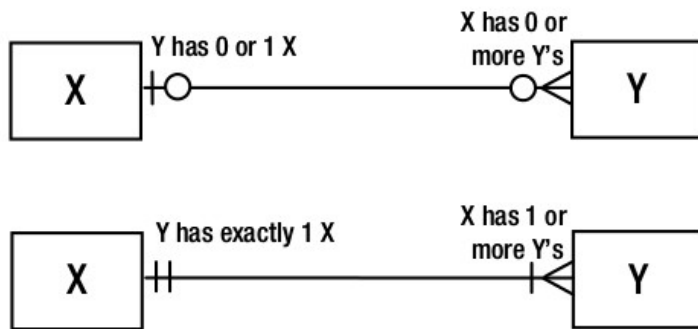 Y has 0 or 1 X
X has 0 or
more Y's
X
Y
Y has exactly 1 X
X has 1 or
more Y's
X
Y